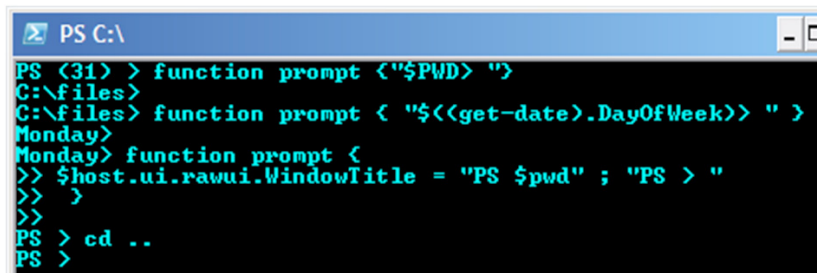 PS C:\
PS (31) > function prompt {"$PWD> "}
C:\files>
C:\files> function prompt { "$((get-date).DayOfWeek)> " }
Monday>
Monday> function prompt {
>> $host.ui.rawui.WindowTitle = "PS $pwd" ; "PS > "
>>  }
>>
PS > cd ..
PS >